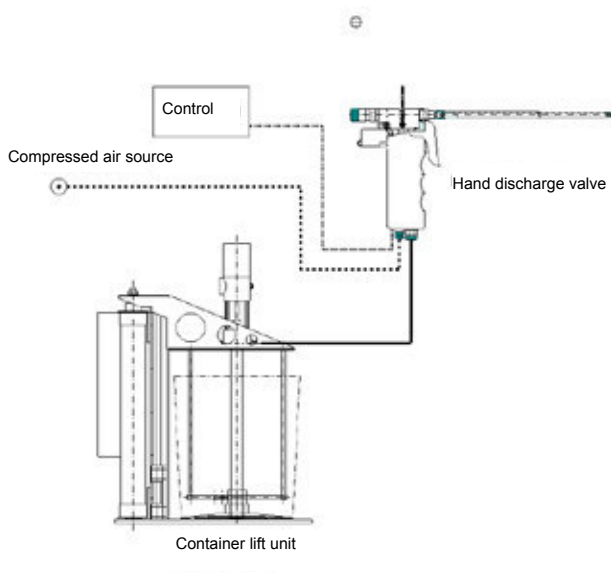 Control
Compressed air source
Hand discharge valve
Container lift unit